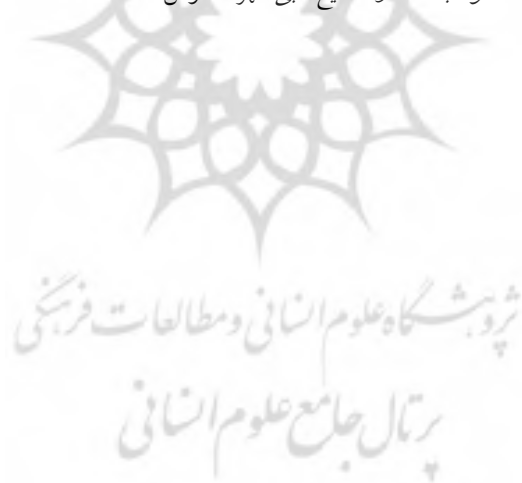 پژوهشگاه علوم انسانی و مطالعات فرهنگی
پرتال جامع علوم انسانی